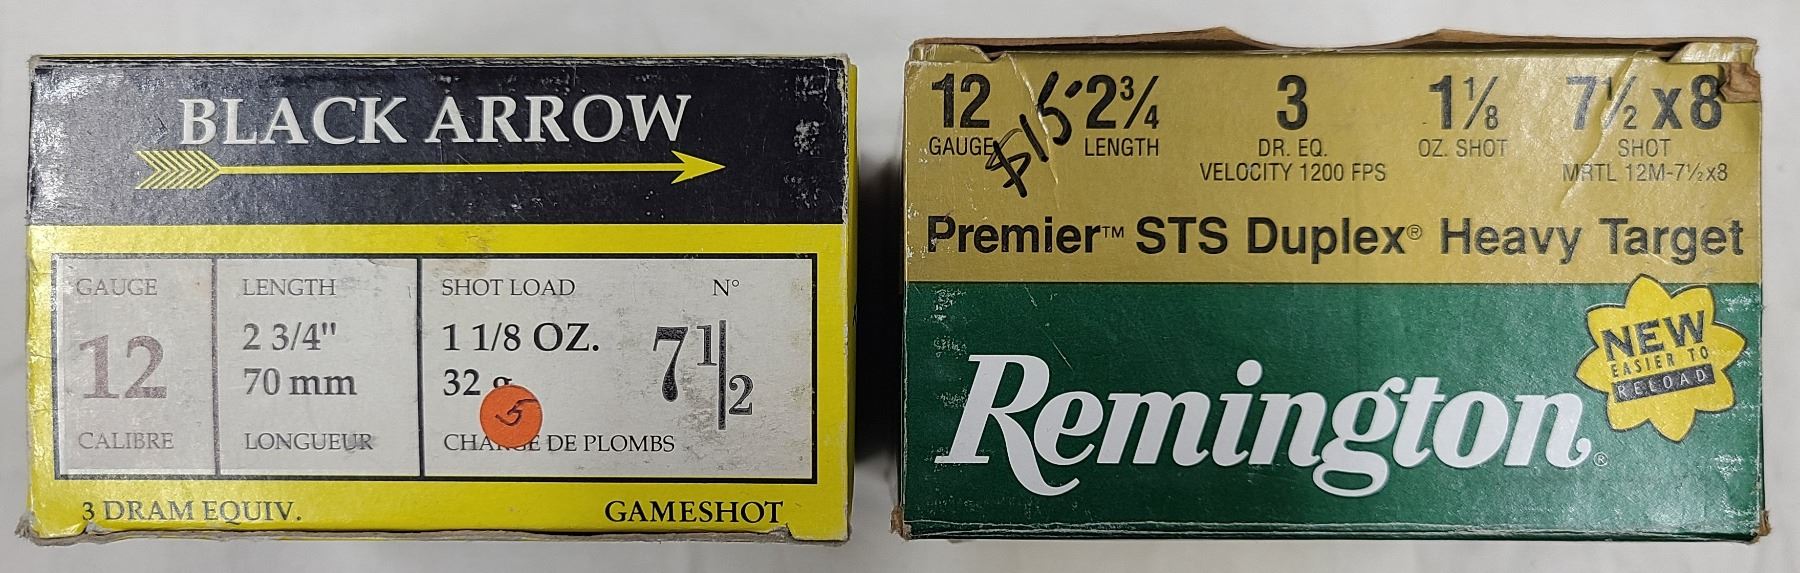 BLACK ARROW
GAUGE
12
CALIBRE
LENGTH
2 3/4"
70 mm
LONGUEUR
SHOT LOAD
1 1/8 OZ.
32 g
CHARGE DE PLOMBS
N°
7 1/2
5
3 DRAM EQUIV.
GAMESHOT
12
GAUGE
$15
2¾
LENGTH
3
DR. EQ.
VELOCITY 1200 FPS
1⅛
OZ. SHOT
7½ x 8
SHOT
MRTL 12M-7½x8
Premier™ STS Duplex® Heavy Target
Remington®
NEW
EASIER TO
RELOAD